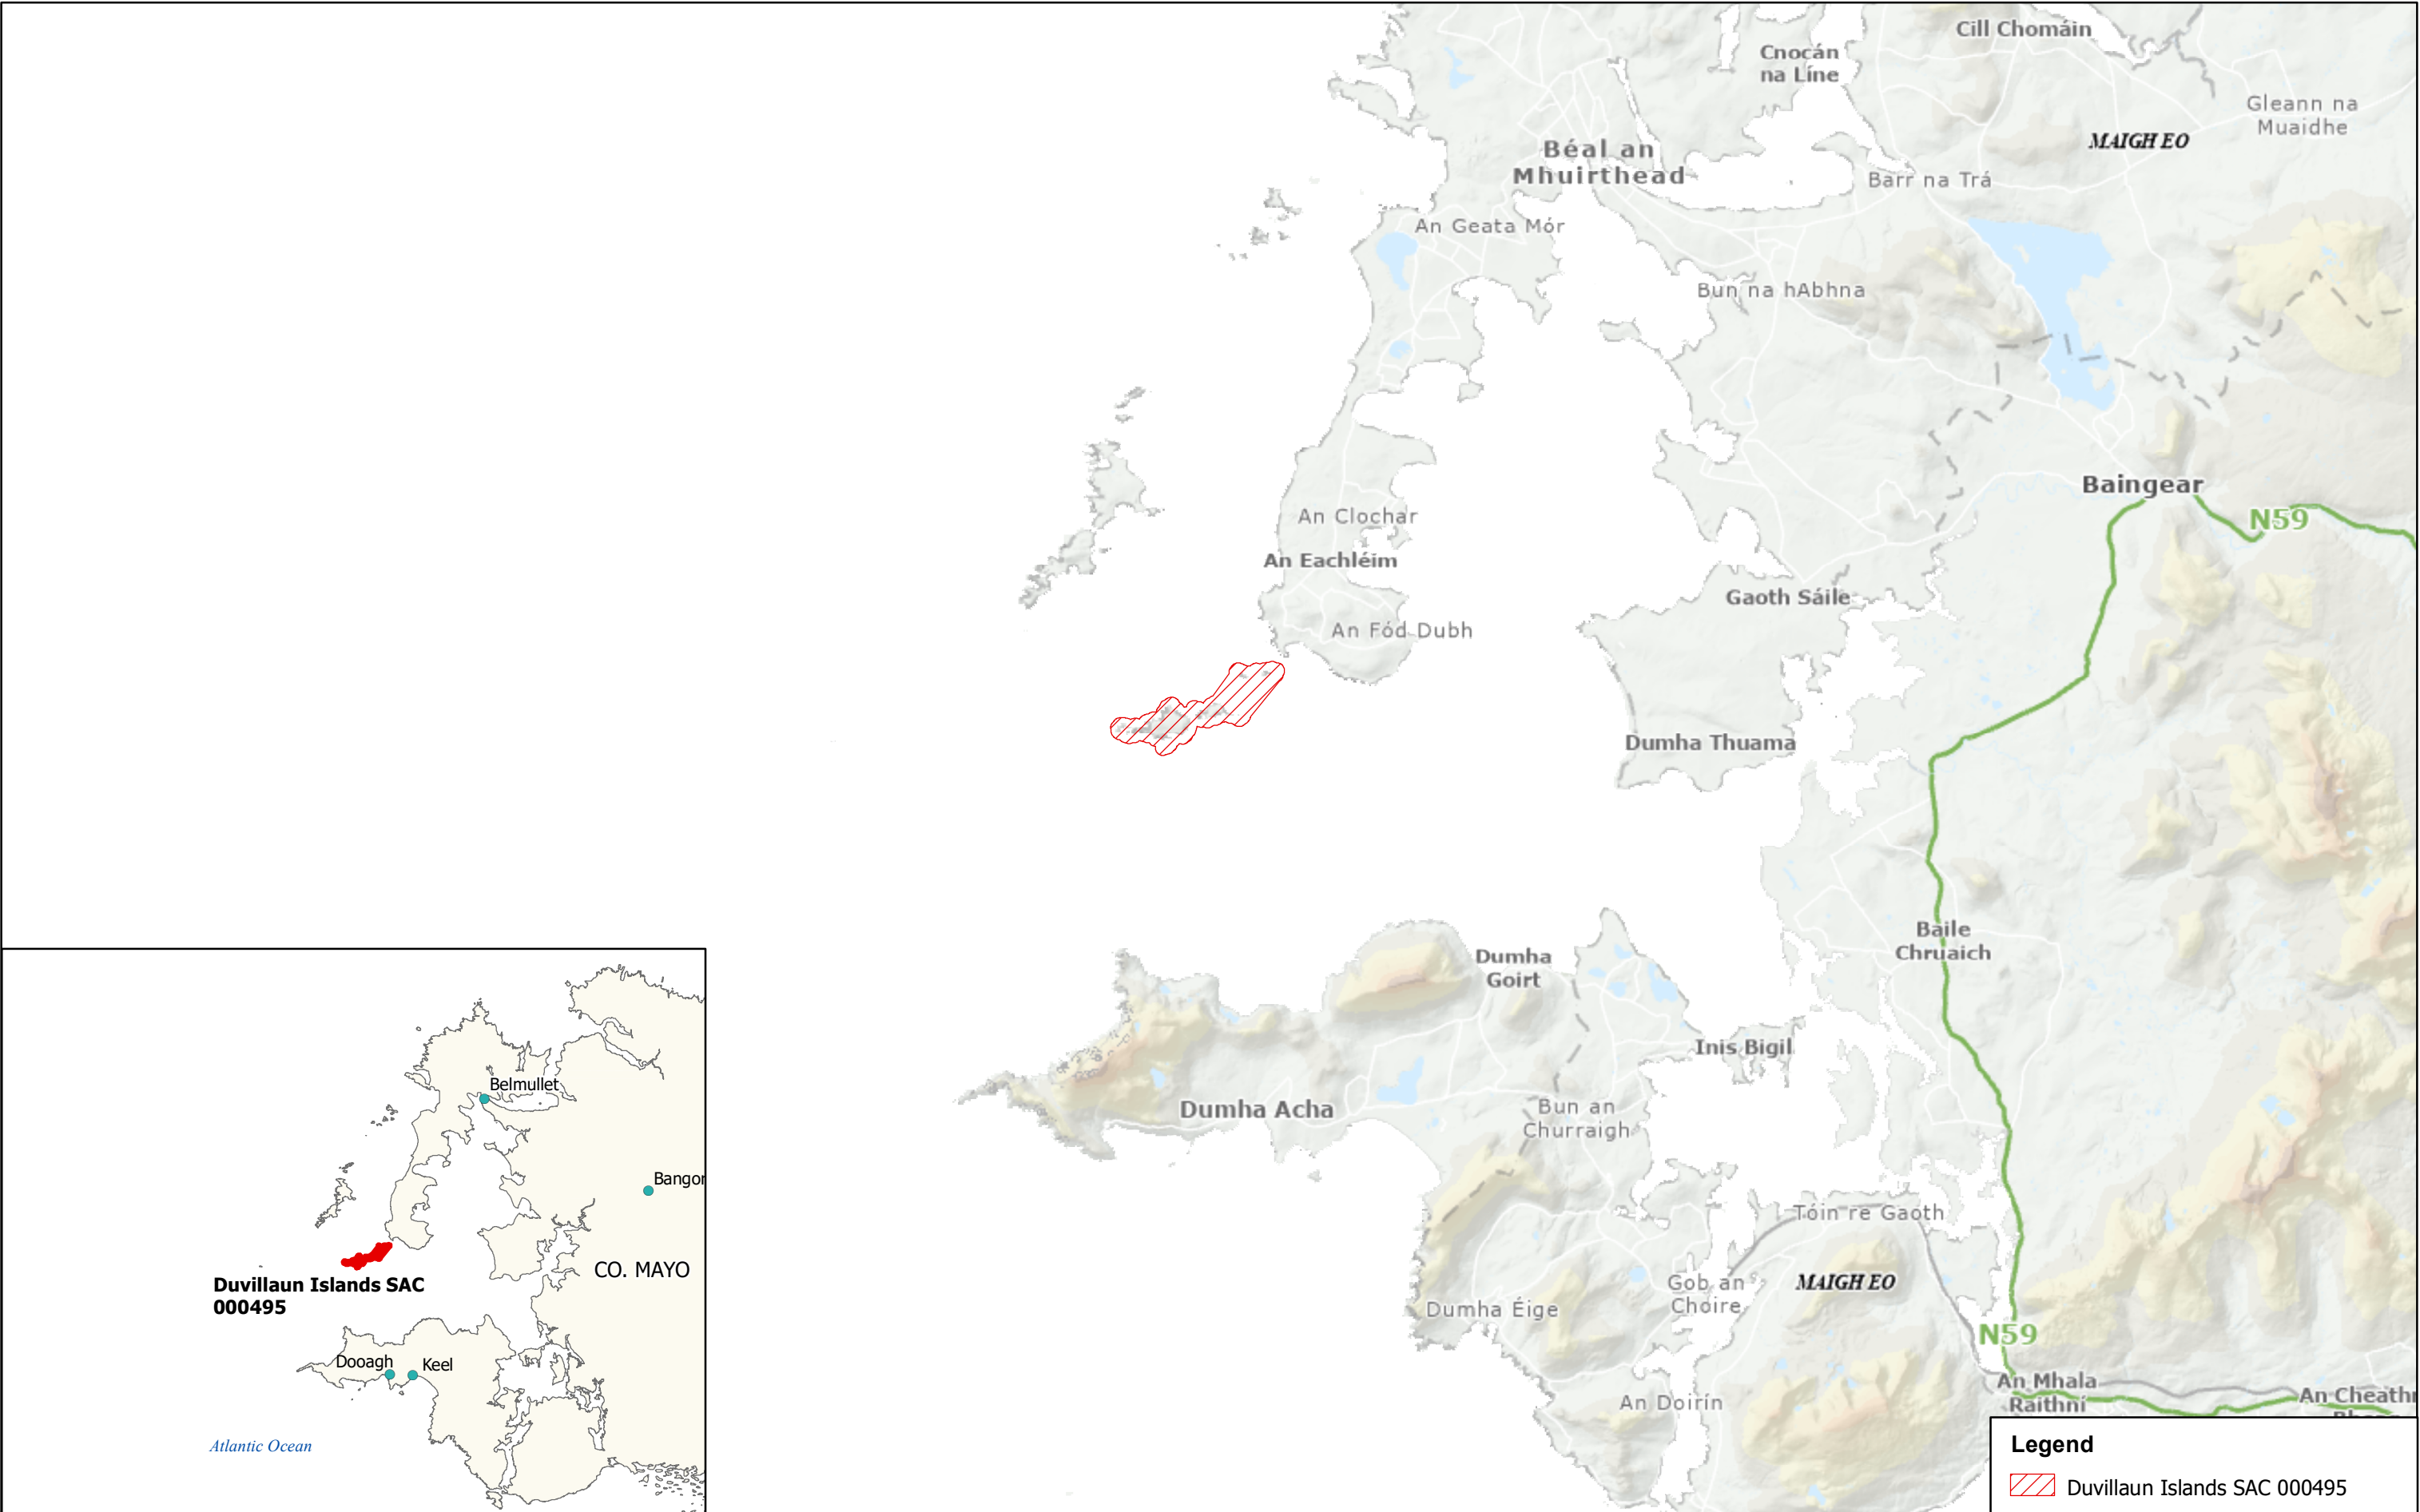 Cill Chomáin
Cnocán
na Líne
Gleann na
Muaidhe
MAIGH EO
Béal an
Mhuirthead
Barr na Trá
An Geata Mór
Bun na hAbhna
Baingear
N59
An Clochar
An Eachléim
Gaoth Sáile
An Fód Dubh
Dumha Thuama
Baile
Chruaich
Dumha
Goirt
Inis Bigil
Dumha Acha
Bun an
Churraigh
Tóin re Gaoth
Gob an
Choire
MAIGH EO
Dumha Éige
N59
An Mhala
Raithní
An Doirín
Belmullet
Bangor
CO. MAYO
Duvillaun Islands SAC
000495
Dooagh
Keel
Atlantic Ocean
Legend
Duvillaun Islands SAC 000495